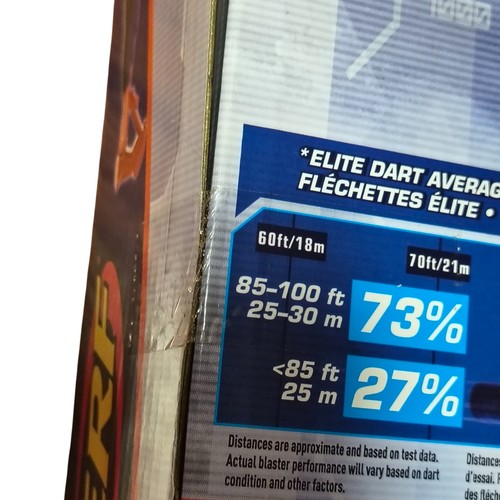 *ELITE DART AVERAG
FLÉCHETTES ÉLITE •
60ft/18m
70ft/21m
85-100 ft
25-30 m
73%
<85 ft
25 m
27%
Distances are approximate and based on test data.
Actual blaster performance will vary based on dart
condition and other factors.
Distances
d'essai.
des fléch
ERF